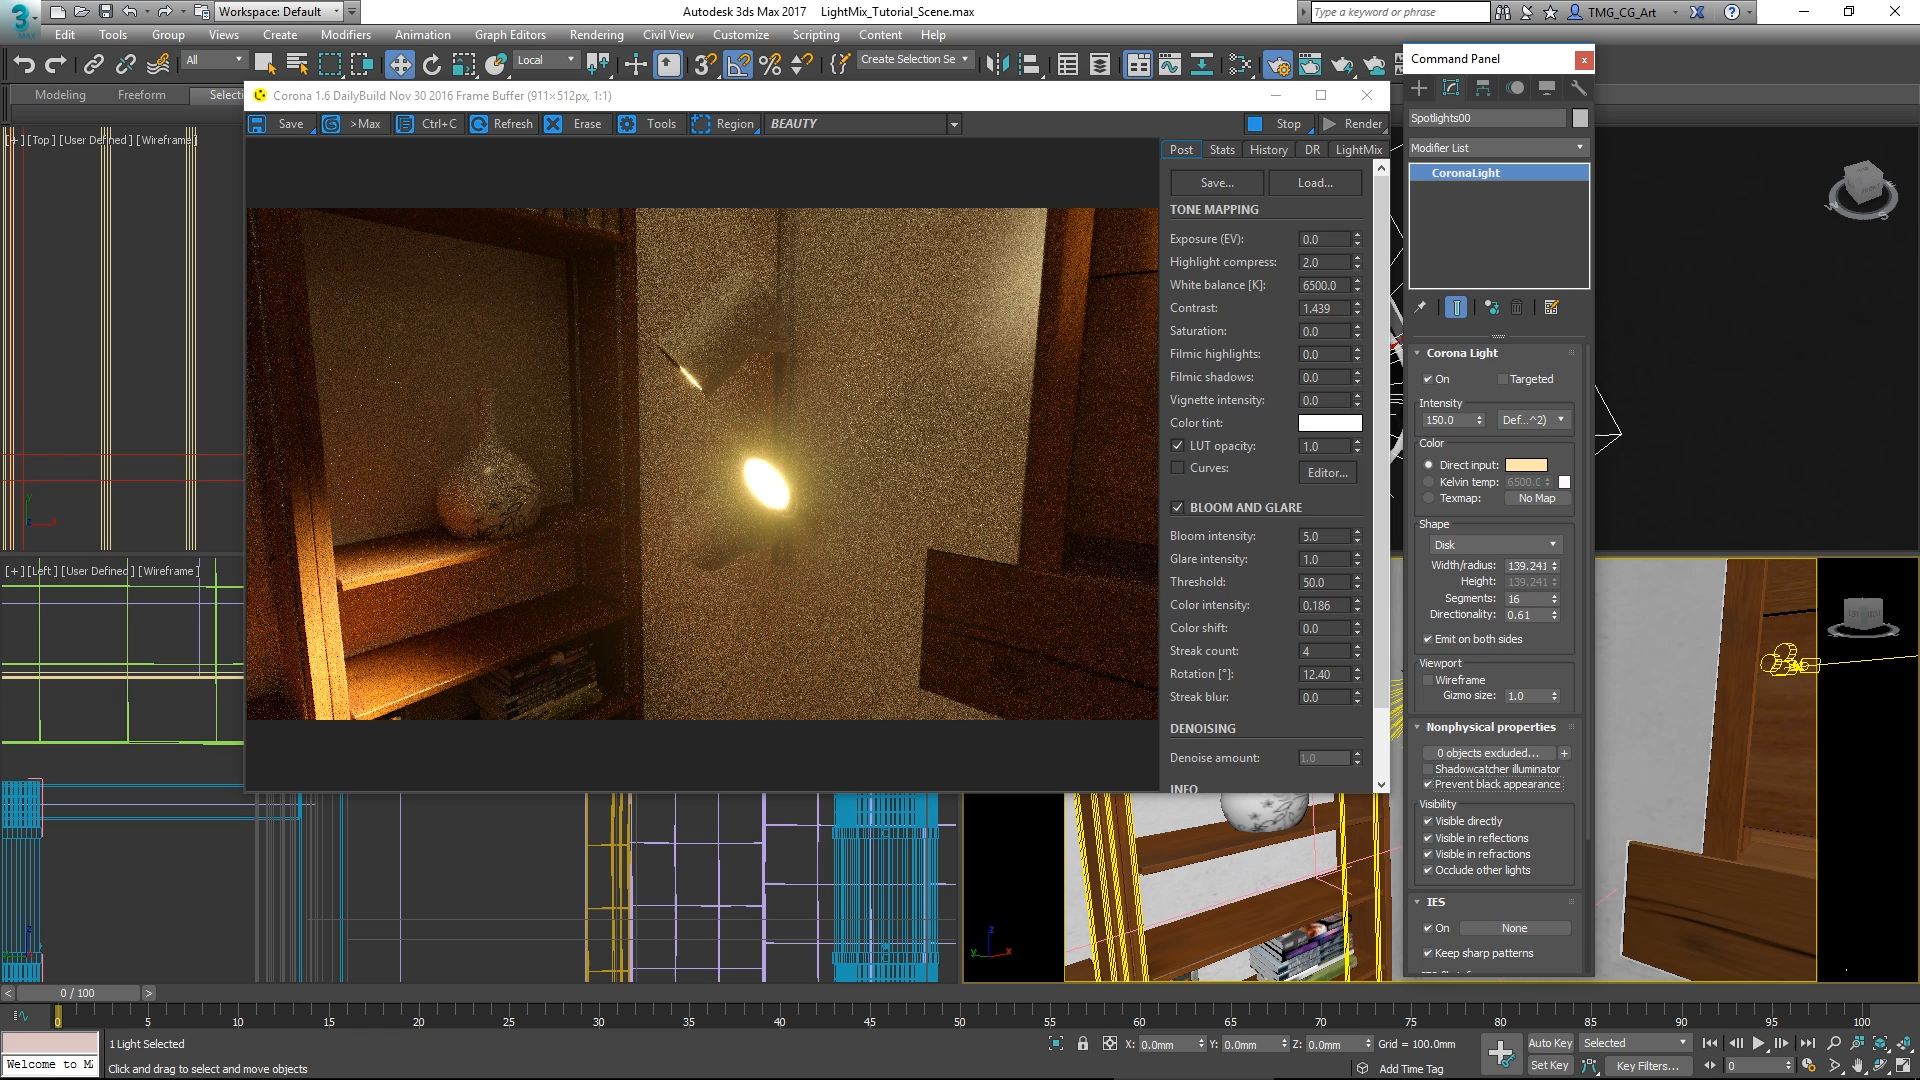 Workspace: Default
Autodesk 3ds Max 2017
LightMix_Tutorial_Scene.max
Type a keyword or phrase
TMG_CG_Art
3
MAX
Edit
Tools
Group
Views
Create
Modifiers
Animation
Graph Editors
Rendering
Civil View
Customize
Scripting
Content
Help
All
Local
Create Selection Se
Modeling
Freeform
Selecti
Corona 1.6 DailyBuild Nov 30 2016 Frame Buffer (911×512px, 1:1)
Save
>Max
Ctrl+C
Refresh
Erase
Tools
Region
BEAUTY
Stop
Render
[+] [Top] [User Defined] [Wireframe]
[+] [Left] [User Defined] [Wireframe]
Post
Stats
History
DR
LightMix
Save...
Load...
TONE MAPPING
Exposure (EV): 0.0
Highlight compress: 2.0
White balance [K]: 6500.0
Contrast: 1.439
Saturation: 0.0
Filmic highlights: 0.0
Filmic shadows: 0.0
Vignette intensity: 0.0
Color tint:
LUT opacity: 1.0
Curves: Editor...
BLOOM AND GLARE
Bloom intensity: 5.0
Glare intensity: 1.0
Threshold: 50.0
Color intensity: 0.186
Color shift: 0.0
Streak count: 4
Rotation [°]: 12.40
Streak blur: 0.0
DENOISING
Denoise amount: 1.0
INFO
Command Panel
Spotlights00
Modifier List
CoronaLight
Corona Light
On
Targeted
Intensity
150.0
Def...^2)
Color
Direct input:
Kelvin temp: 6500.0
Texmap: No Map
Shape
Disk
Width/radius: 139.241
Height: 139.241
Segments: 16
Directionality: 0.61
Emit on both sides
Viewport
Wireframe
Gizmo size: 1.0
Nonphysical properties
0 objects excluded...
+
Shadowcatcher illuminator
Prevent black appearance
Visibility
Visible directly
Visible in reflections
Visible in refractions
Occlude other lights
IES
On
None
Keep sharp patterns
<
0 / 100
>
0
5
10
15
20
25
30
35
40
45
50
55
60
65
70
75
80
85
90
95
100
Welcome to M
1 Light Selected
Click and drag to select and move objects
X: 0.0mm
Y: 0.0mm
Z: 0.0mm
Grid = 100.0mm
Add Time Tag
Auto Key
Selected
Set Key
Key Filters...
0